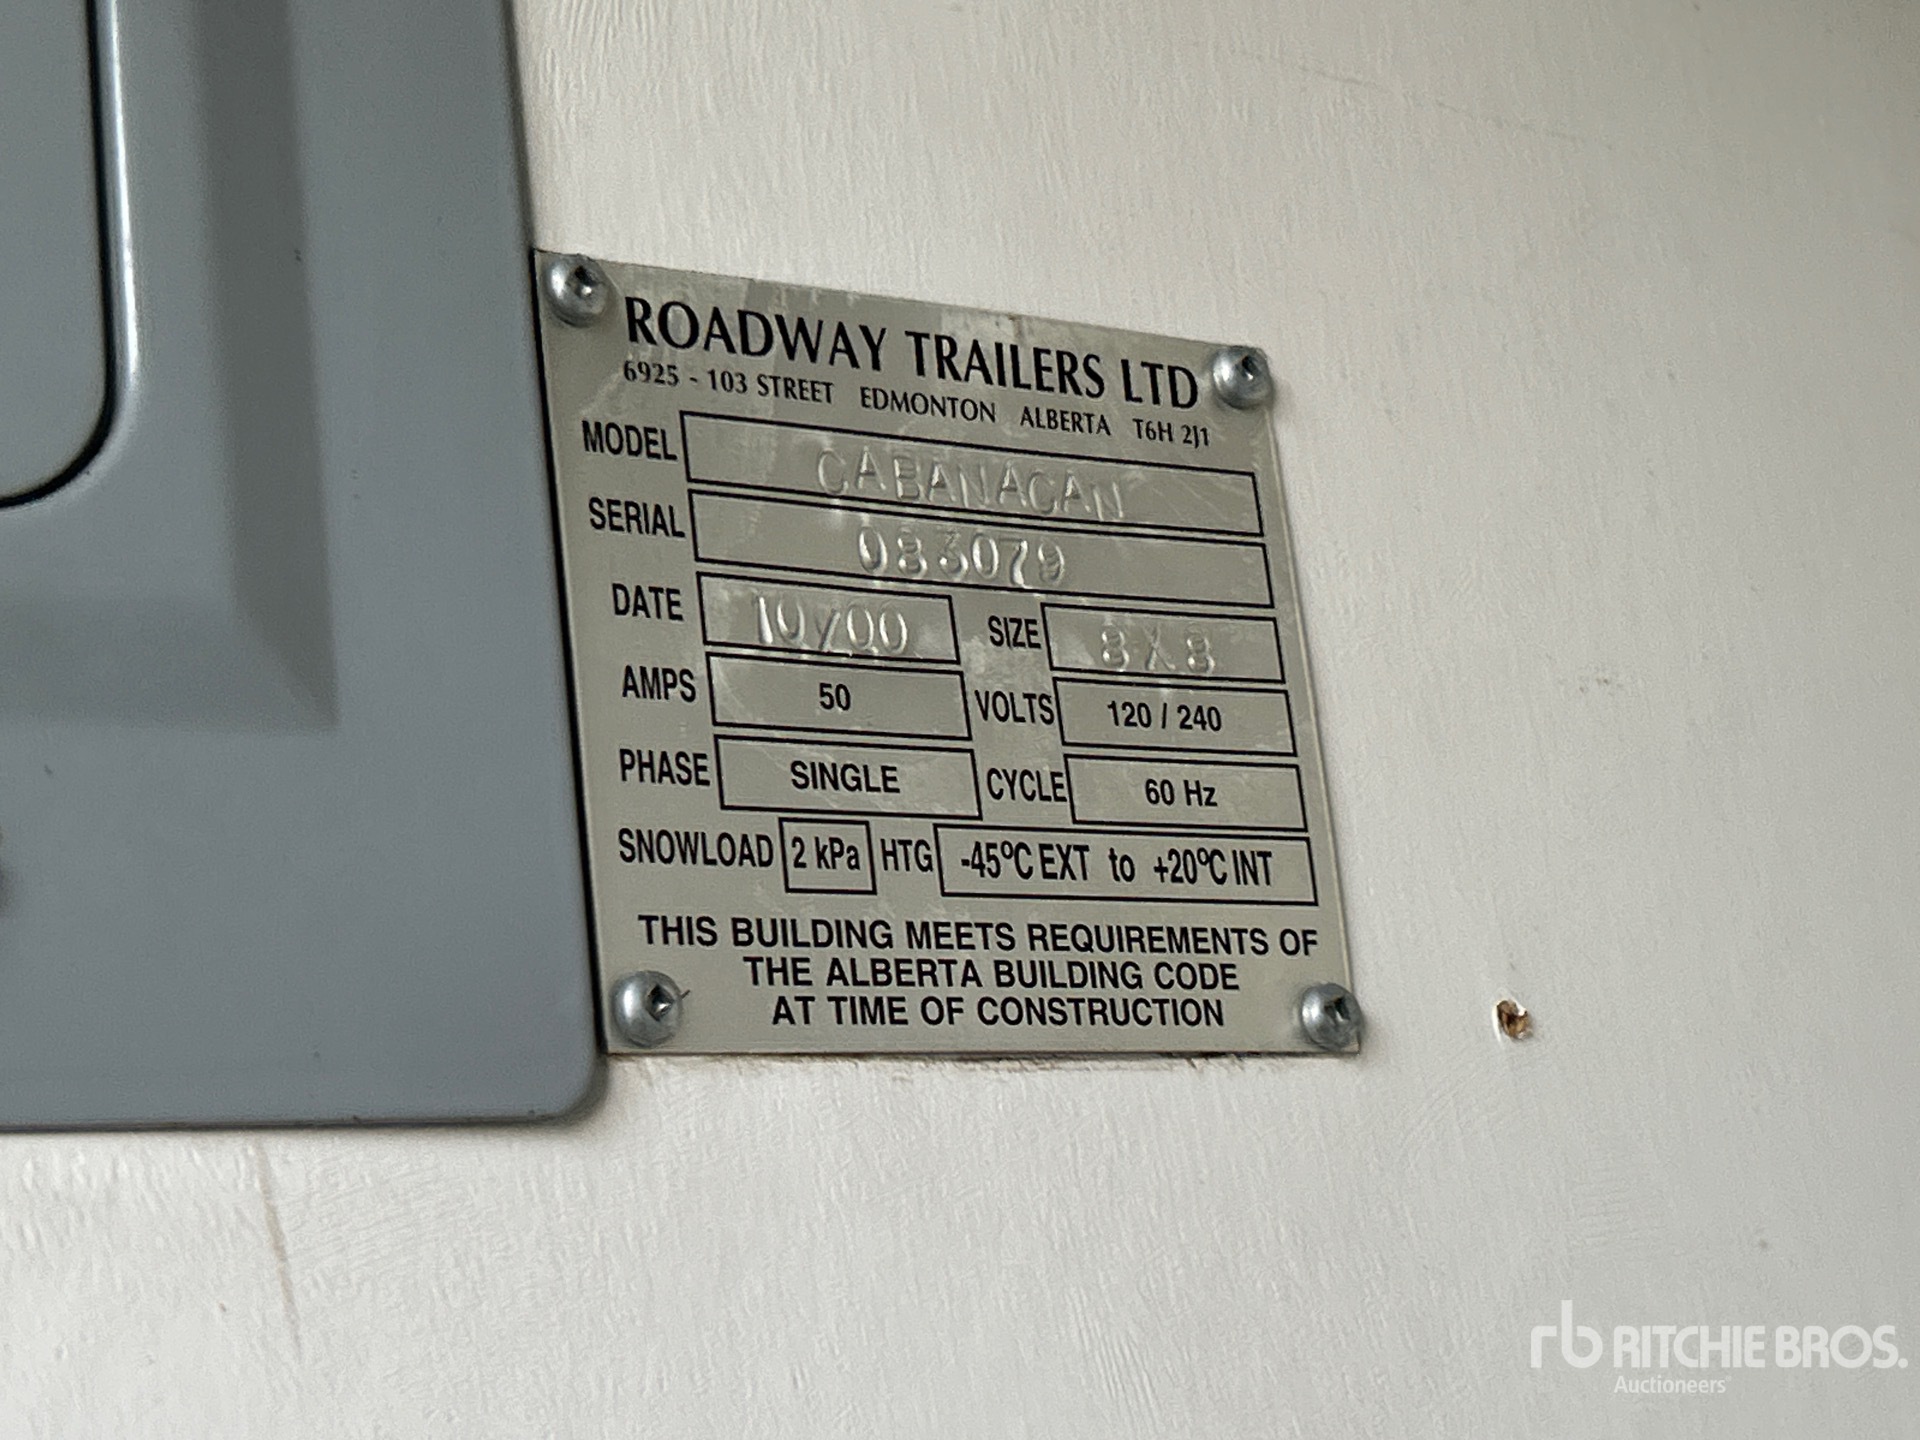 ROADWAY TRAILERS LTD
6925 - 103 STREET EDMONTON ALBERTA T6H 2J1
MODEL CABANACAN
SERIAL 083079
DATE 10/00 SIZE 8X8
AMPS 50 VOLTS 120 / 240
PHASE SINGLE CYCLE 60 Hz
SNOWLOAD 2 kPa HTG -45°C EXT to +20°C INT
THIS BUILDING MEETS REQUIREMENTS OF
THE ALBERTA BUILDING CODE
AT TIME OF CONSTRUCTION
rb RITCHIE BROS.
Auctioneers